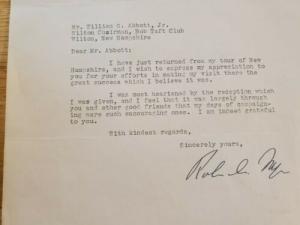 Mr. Tillton C. Abbott, Jr.
Wilton Chairman, Bob Taft Club
Wilton, New Hampshire
Dear Mr. Abbott:
I have just returned from my tour of New
Hampshire, and I wish to express my appreciation to
you for your efforts in making my visit there the
great success which I believe it was.
I was most heartened by the reception which
I was given, and I feel that it was largely through
you and other good friends that my days of campaign-
ing were such encouraging ones. I am indeed grateful
to you.
With kindest regards,
Sincerely yours,